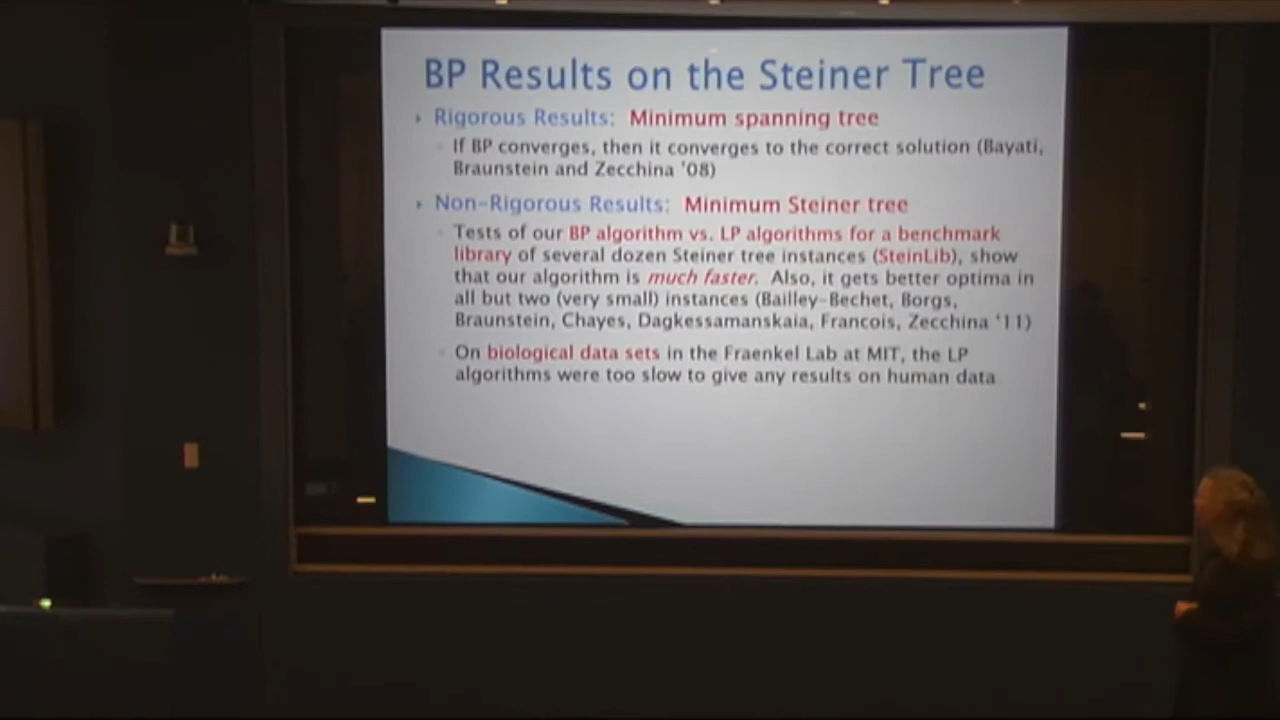 BP Results on the Steiner Tree
Rigorous Results: Minimum spanning tree
If BP converges, then it converges to the correct solution (Bayati,
Braunstein and Zecchina '08)
Non-Rigorous Results: Minimum Steiner tree
Tests of our BP algorithm vs. LP algorithms for a benchmark
library of several dozen Steiner tree instances (SteinLib), show
that our algorithm is much faster. Also, it gets better optima in
all but two (very small) instances (Bailley-Bechet, Borgs,
Braunstein, Chayes, Dagkessamanskaia, Francois, Zecchina '11)
On biological data sets in the Fraenkel Lab at MIT, the LP
algorithms were too slow to give any results on human data